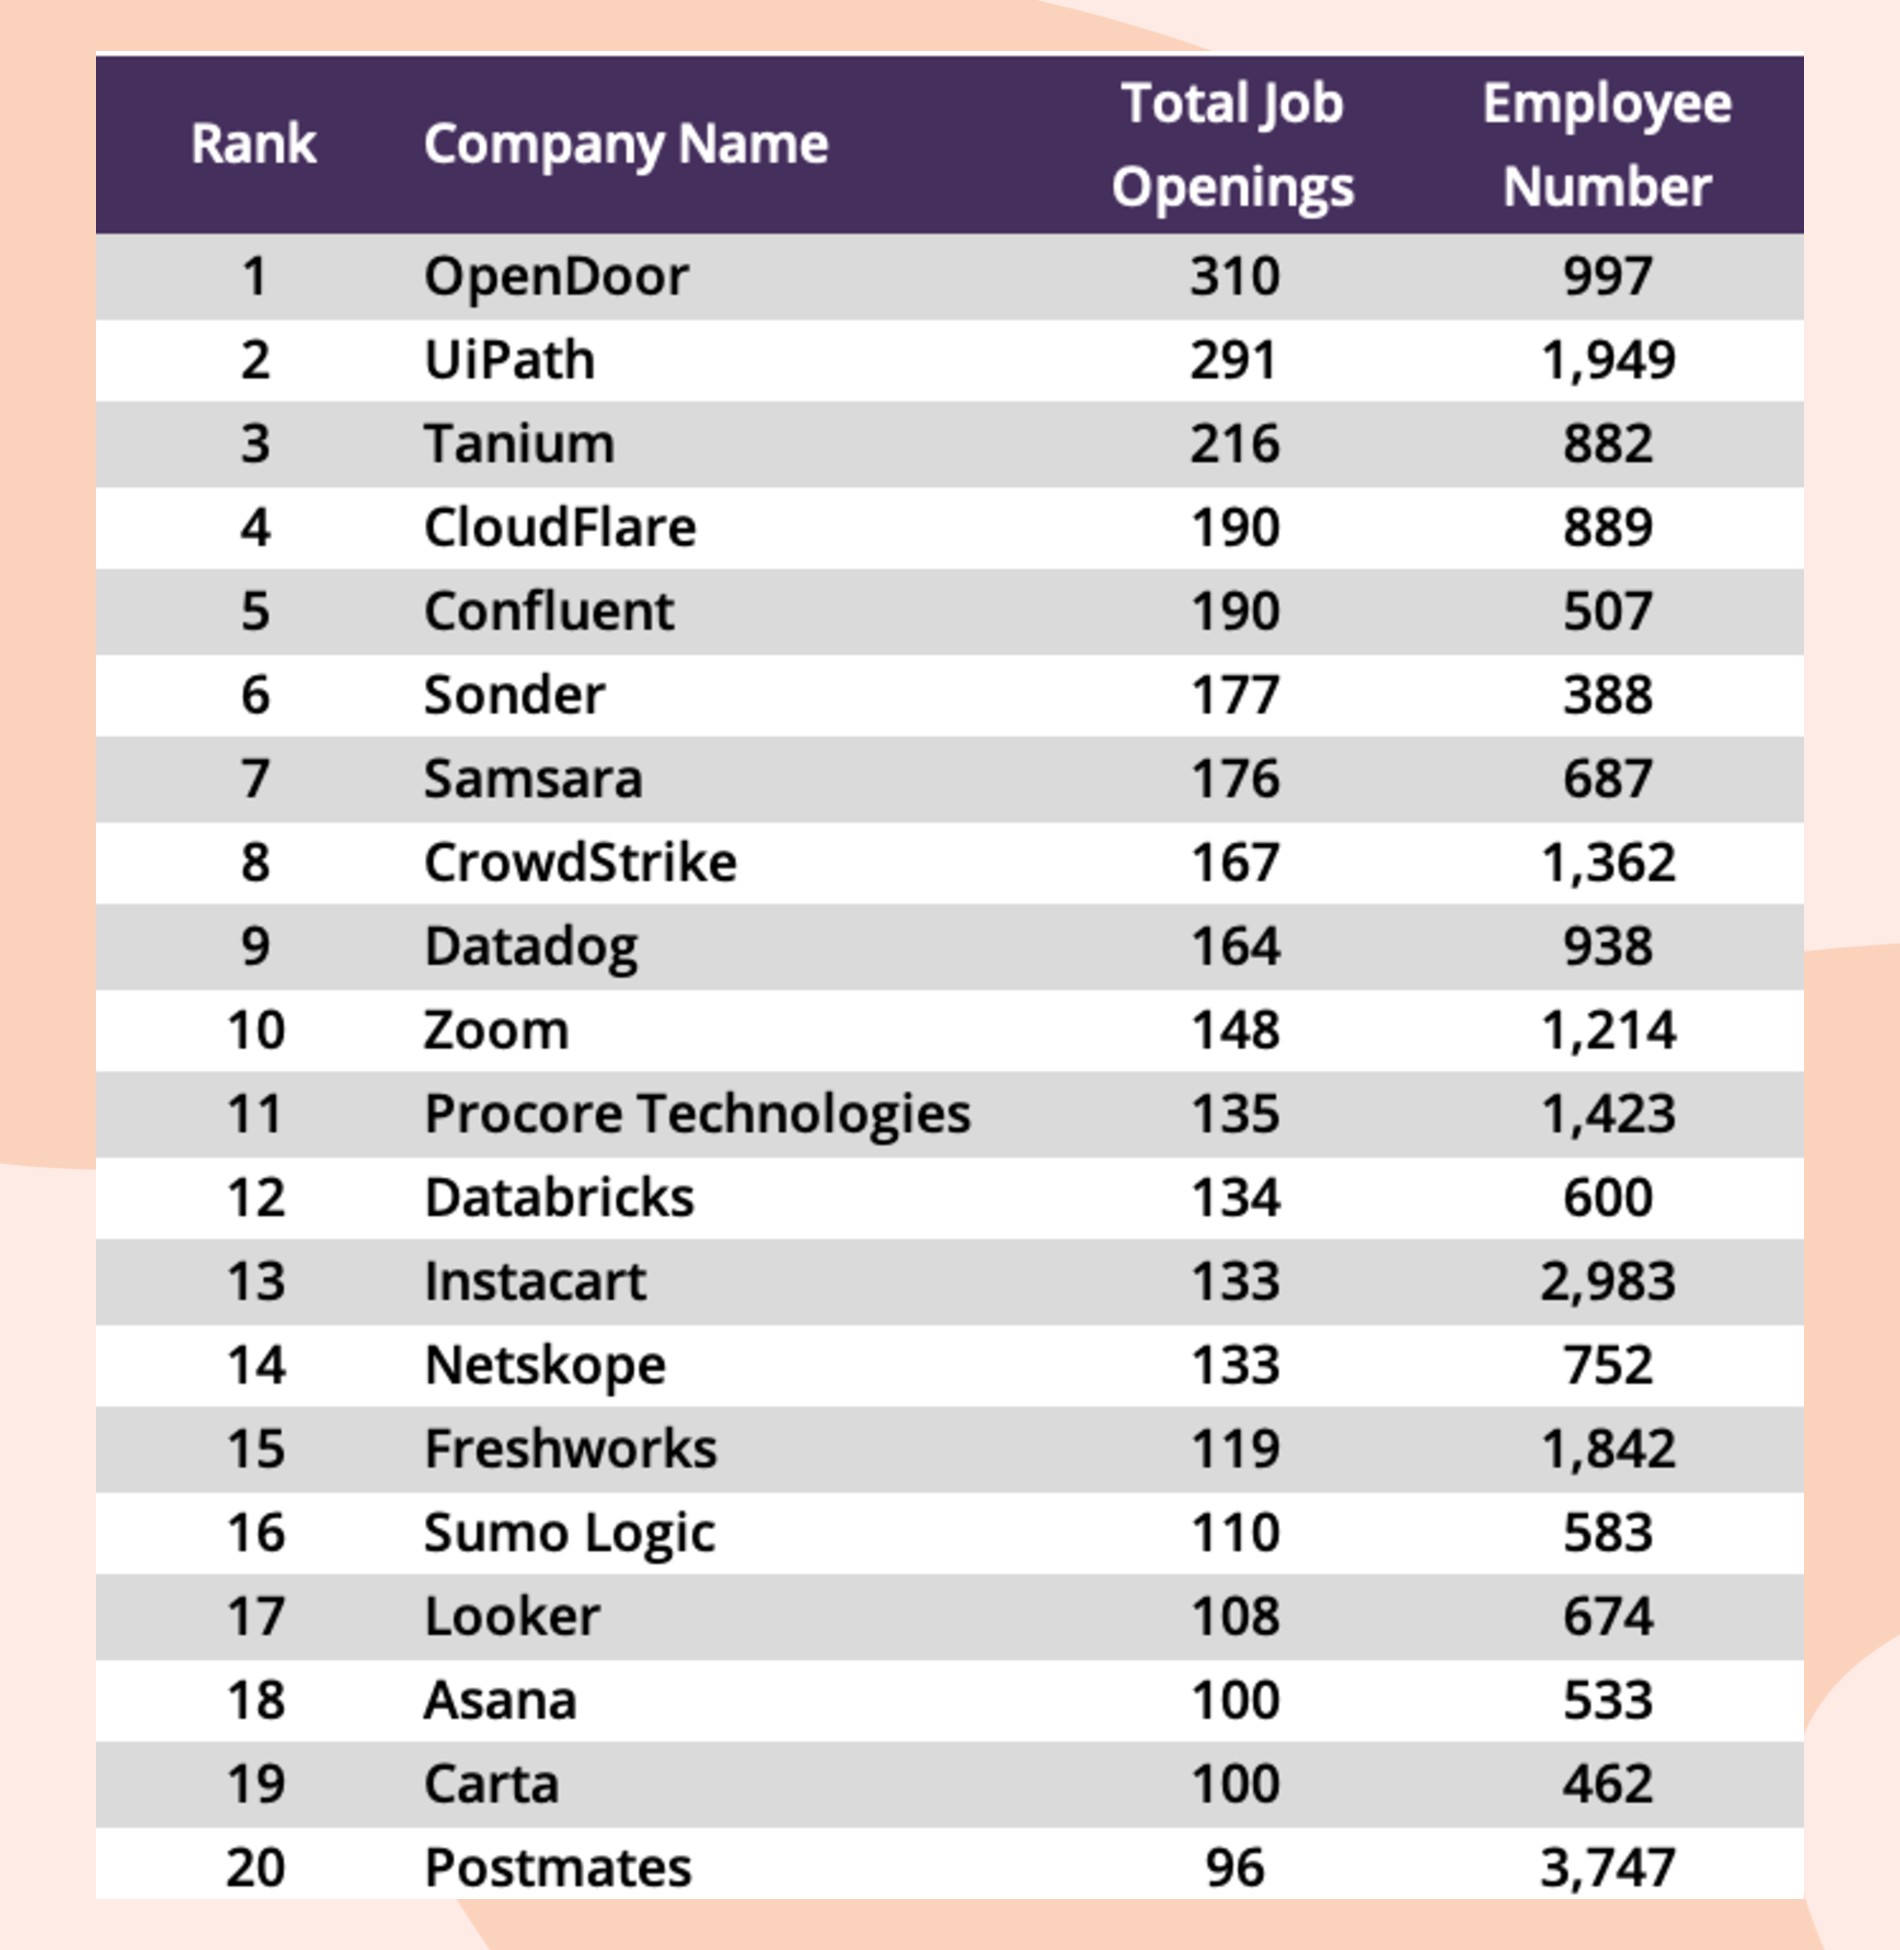 Rank Company Name Total Job Openings Employee Number
1 OpenDoor 310 997
2 UiPath 291 1,949
3 Tanium 216 882
4 CloudFlare 190 889
5 Confluent 190 507
6 Sonder 177 388
7 Samsara 176 687
8 CrowdStrike 167 1,362
9 Datadog 164 938
10 Zoom 148 1,214
11 Procore Technologies 135 1,423
12 Databricks 134 600
13 Instacart 133 2,983
14 Netskope 133 752
15 Freshworks 119 1,842
16 Sumo Logic 110 583
17 Looker 108 674
18 Asana 100 533
19 Carta 100 462
20 Postmates 96 3,747